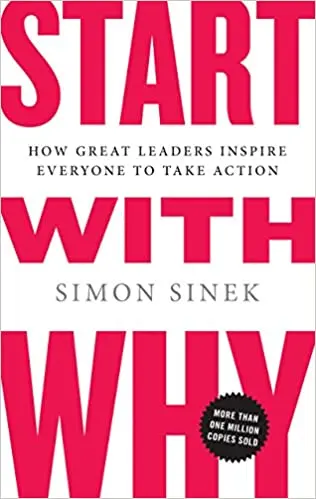 START
HOW GREAT LEADERS INSPIRE
EVERYONE TO TAKE ACTION
WITH
SIMON SINEK
WHY
MORE THAN
ONE MILLION
COPIES SOLD